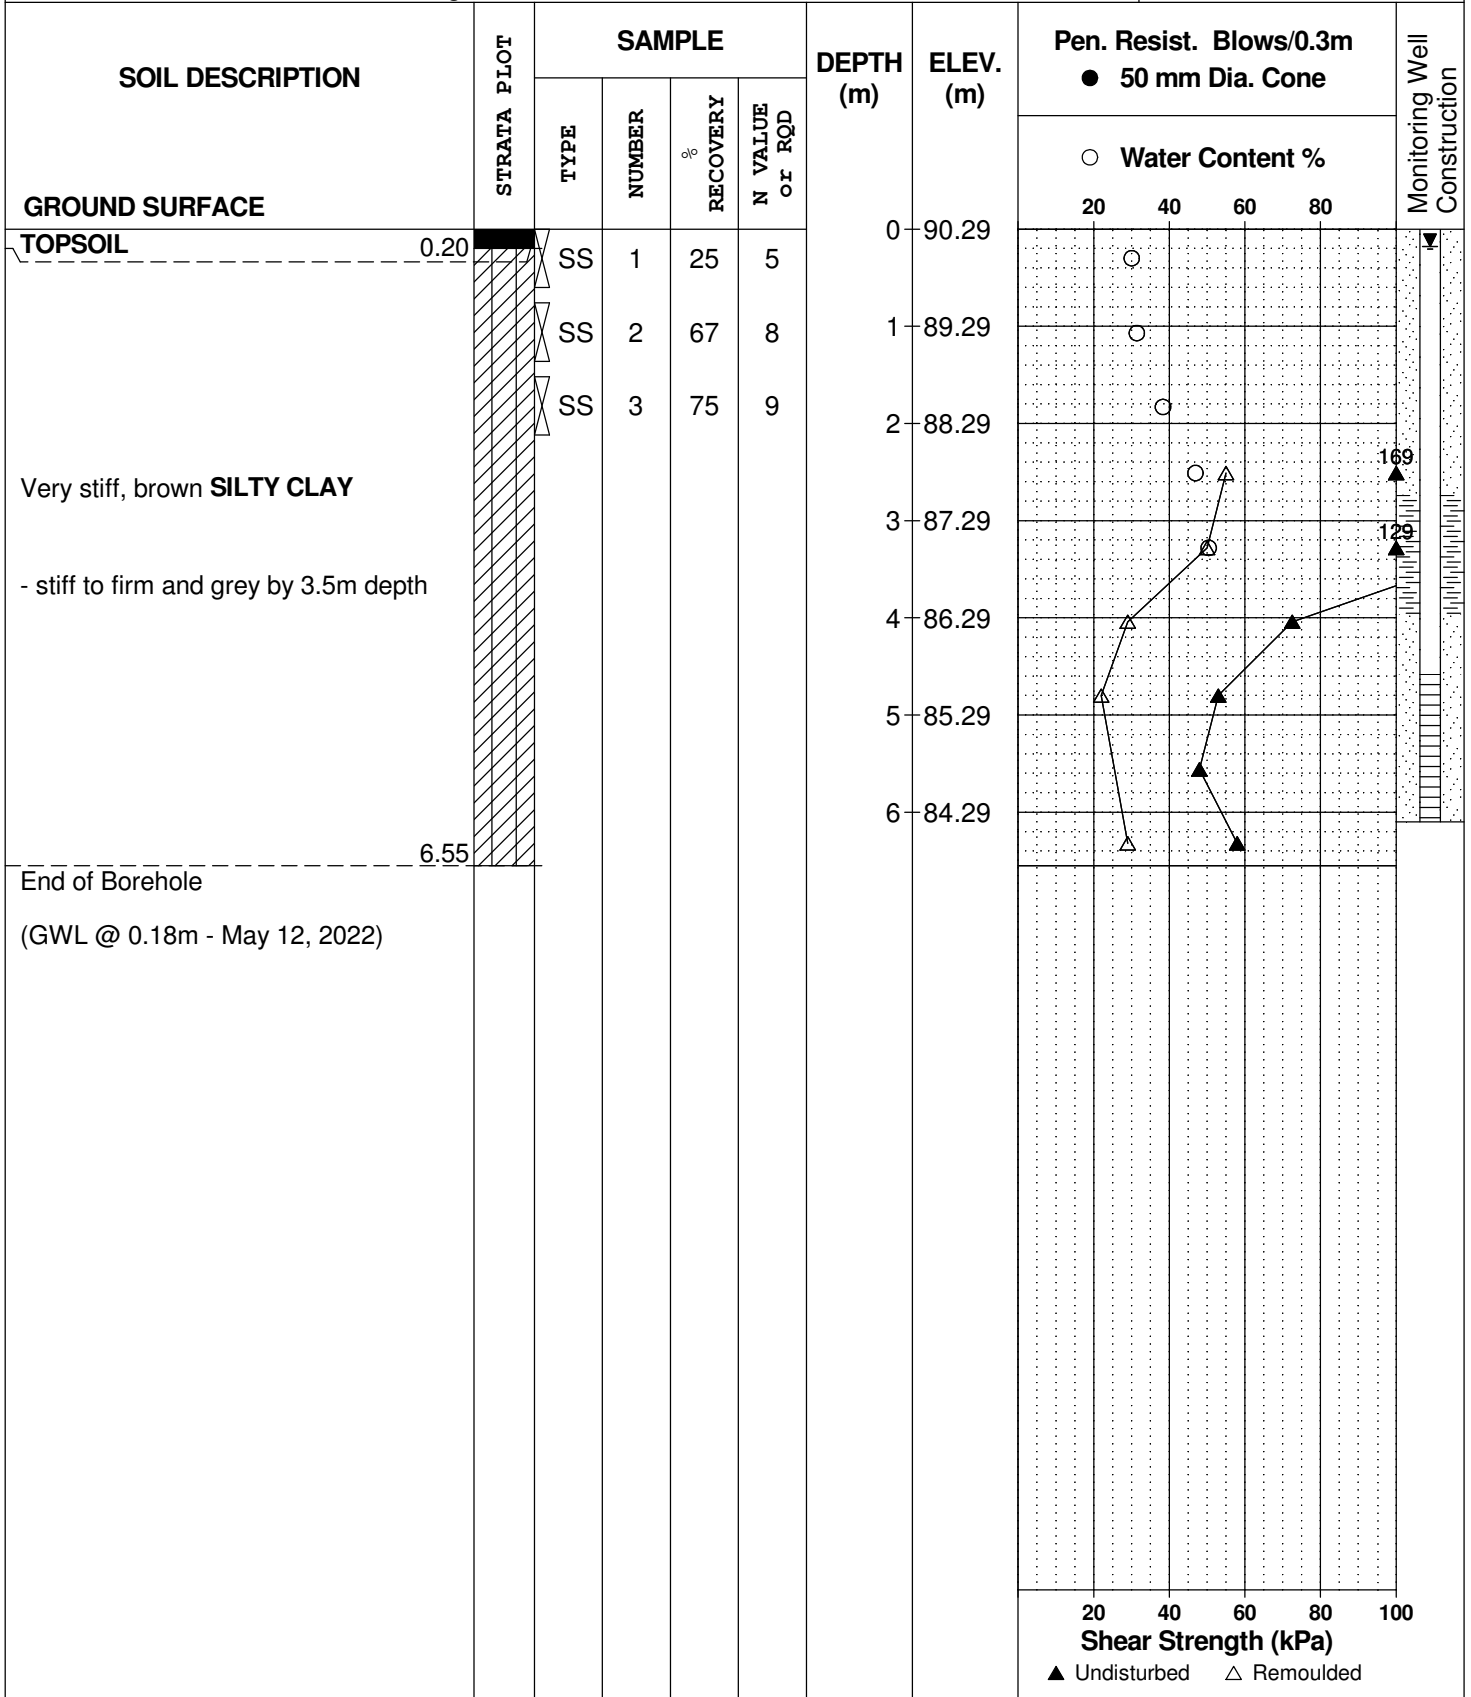 SOIL DESCRIPTION
GROUND SURFACE
STRATA PLOT
SAMPLE
TYPE
NUMBER
%
RECOVERY
N VALUE
or RQD
DEPTH
(m)
ELEV.
(m)
Pen. Resist. Blows/0.3m
● 50 mm Dia. Cone
○ Water Content %
20 40 60 80
Monitoring Well
Construction
TOPSOIL 0.20
SS 1 25 5
SS 2 67 8
SS 3 75 9
0 90.29
1 89.29
2 88.29
3 87.29
4 86.29
5 85.29
6 84.29
169
129
Very stiff, brown SILTY CLAY
- stiff to firm and grey by 3.5m depth
6.55
End of Borehole
(GWL @ 0.18m - May 12, 2022)
20 40 60 80 100
Shear Strength (kPa)
▲ Undisturbed △ Remoulded